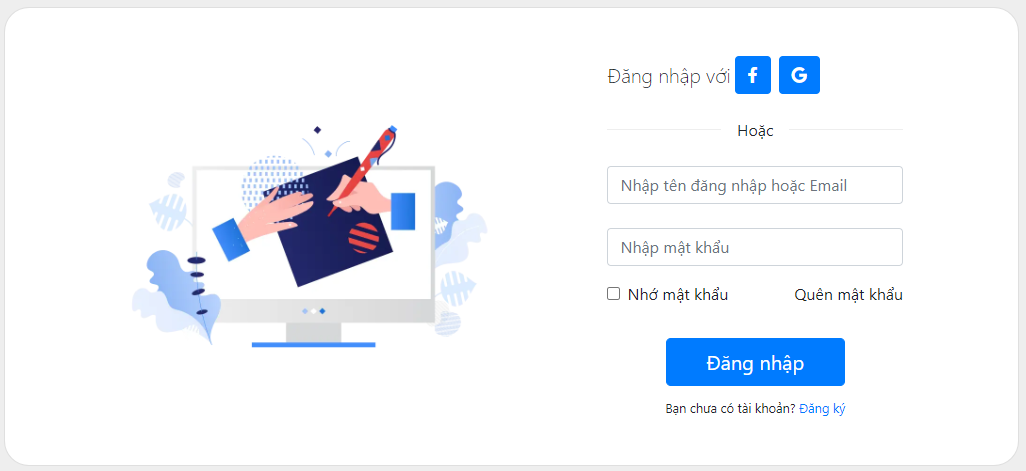 Đăng nhập với
Hoặc
Nhập tên đăng nhập hoặc Email
Nhập mật khẩu
Nhớ mật khẩu Quên mật khẩu
Đăng nhập
Bạn chưa có tài khoản? Đăng ký